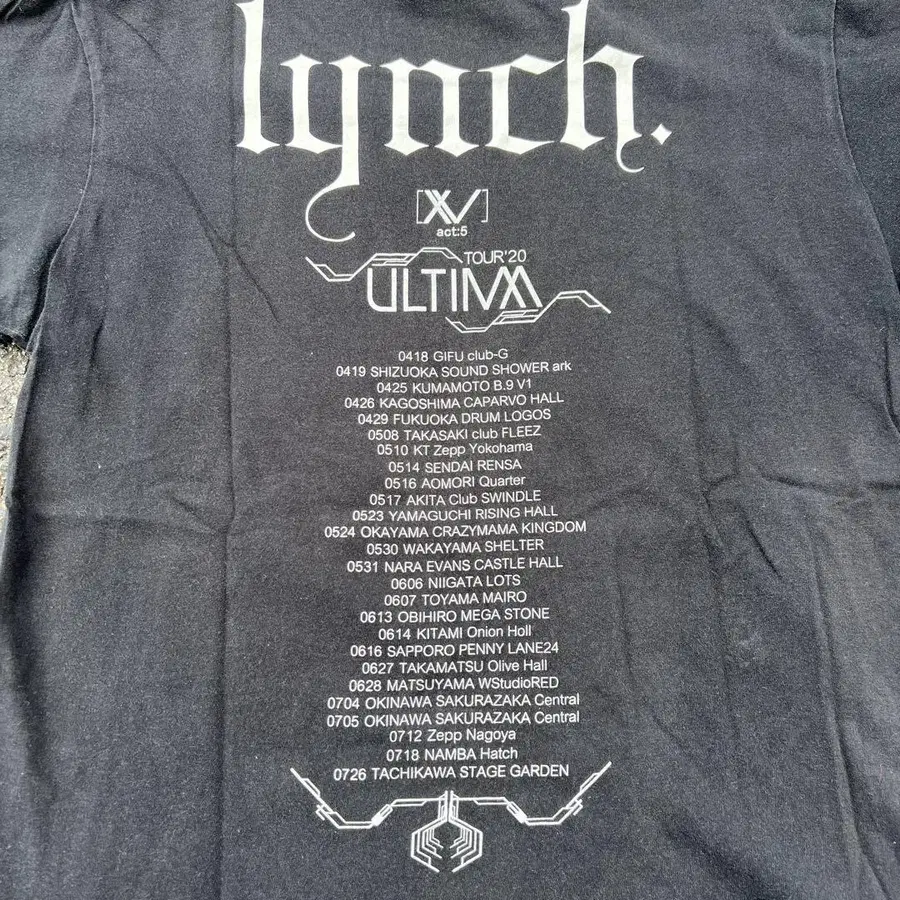 lynch.
[XV]
act:5
TOUR'20
ULTIMA
0418 GIFU club-G
0419 SHIZUOKA SOUND SHOWER ark
0425 KUMAMOTO B.9 V1
0426 KAGOSHIMA CAPARVO HALL
0429 FUKUOKA DRUM LOGOS
0508 TAKASAKI club FLEEZ
0510 KT Zepp Yokohama
0514 SENDAI RENSA
0516 AOMORI Quarter
0517 AKITA Club SWINDLE
0523 YAMAGUCHI RISING HALL
0524 OKAYAMA CRAZYMAMA KINGDOM
0530 WAKAYAMA SHELTER
0531 NARA EVANS CASTLE HALL
0606 NIIGATA LOTS
0607 TOYAMA MAIRO
0613 OBIHIRO MEGA STONE
0614 KITAMI Onion Holl
0616 SAPPORO PENNY LANE24
0627 TAKAMATSU Olive Hall
0628 MATSUYAMA WStudioRED
0704 OKINAWA SAKURAZAKA Central
0705 OKINAWA SAKURAZAKA Central
0712 Zepp Nagoya
0718 NAMBA Hatch
0726 TACHIKAWA STAGE GARDEN